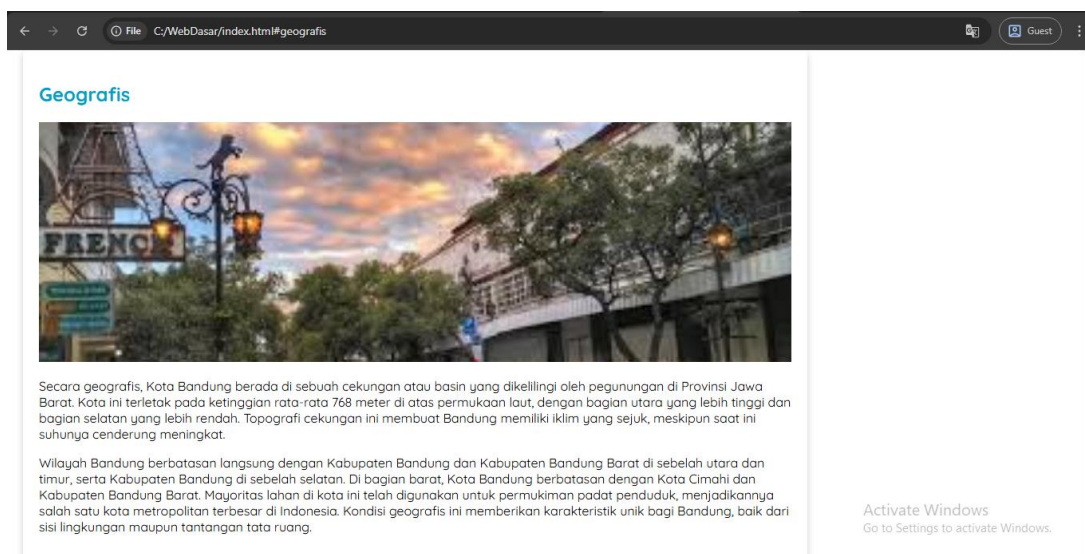 File C:/WebDasar/index.html#geografis
Guest
Geografis
FRENCH
Secara geografis, Kota Bandung berada di sebuah cekungan atau basin yang dikelilingi oleh pegunungan di Provinsi Jawa
Barat. Kota ini terletak pada ketinggian rata-rata 768 meter di atas permukaan laut, dengan bagian utara yang lebih tinggi dan
bagian selatan yang lebih rendah. Topografi cekungan ini membuat Bandung memiliki iklim yang sejuk, meskipun saat ini
suhunya cenderung meningkat.
Wilayah Bandung berbatasan langsung dengan Kabupaten Bandung dan Kabupaten Bandung Barat di sebelah utara dan
timur, serta Kabupaten Bandung di sebelah selatan. Di bagian barat, Kota Bandung berbatasan dengan Kota Cimahi dan
Kabupaten Bandung Barat. Mayoritas lahan di kota ini telah digunakan untuk permukiman padat penduduk, menjadikannya
salah satu kota metropolitan terbesar di Indonesia. Kondisi geografis ini memberikan karakteristik unik bagi Bandung, baik dari
sisi lingkungan maupun tantangan tata ruang.
Activate Windows
Go to Settings to activate Windows.